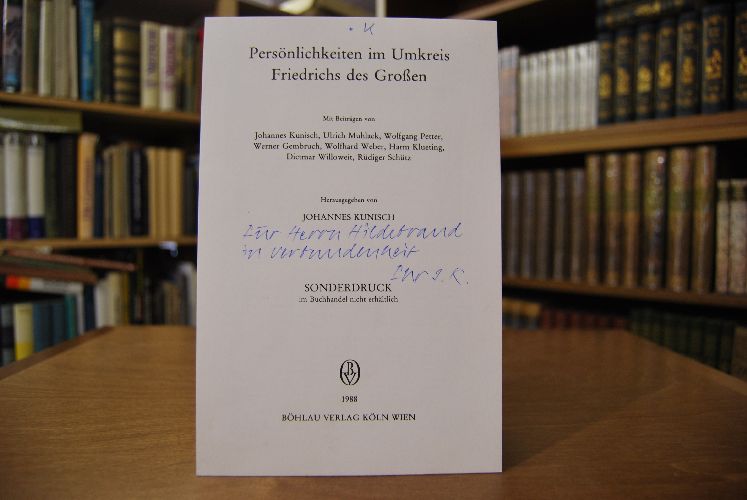 * K
Persönlichkeiten im Umkreis
Friedrichs des Großen
Mit Beiträgen von
Johannes Kunisch, Ulrich Muhlack, Wolfgang Petter,
Werner Gembruch, Wolfhard Weber, Harm Klueting,
Dietmar Willoweit, Rüdiger Schütz
Herausgegeben von
JOHANNES KUNISCH
Für Herrn Hildebrand
in Verbundenheit
Ihr J. K.
SONDERDRUCK
im Buchhandel nicht erhältlich
BV
1988
BÖHLAU VERLAG KÖLN WIEN